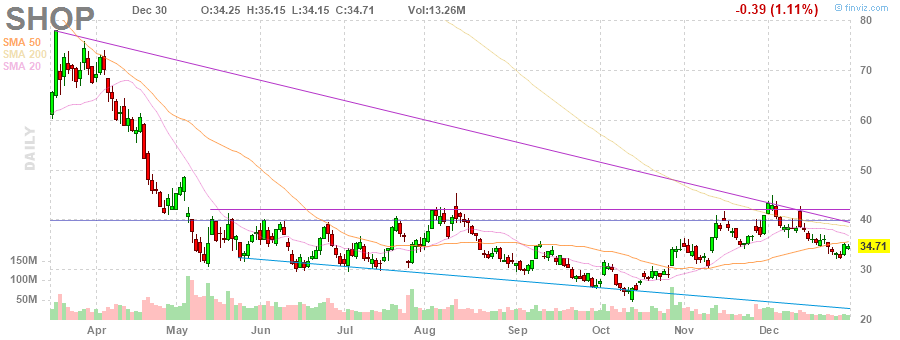 SHOP
Dec 30 O:34.25 H:35.15 L:34.15 C:34.71 Vol:13.26M -0.39 (1.11%) © finviz.com
SMA 50
SMA 200
SMA 20
DAILY
80
70
60
50
40
34.71
30
20
150M
100M
50M
Apr May Jun Jul Aug Sep Oct Nov Dec